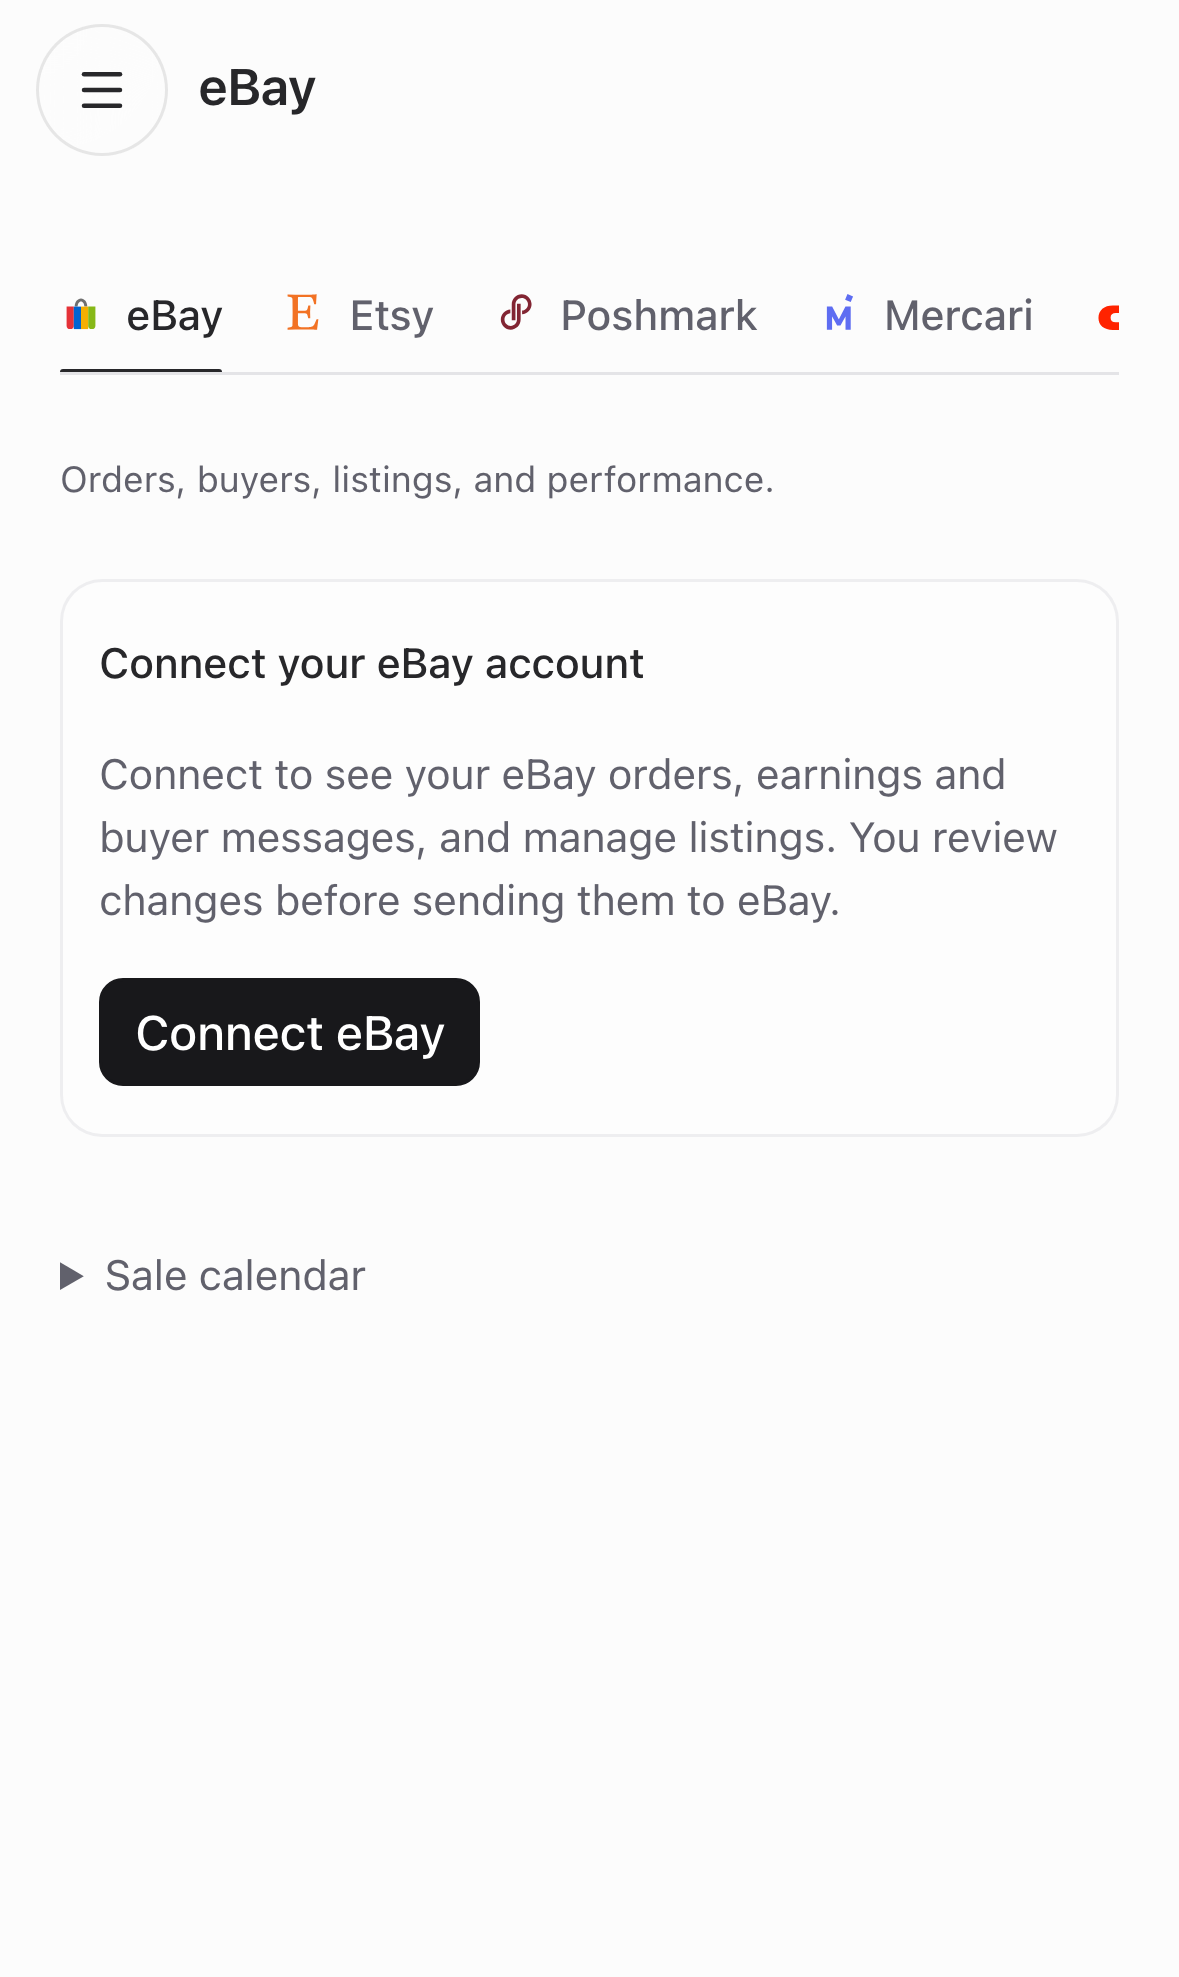 eBay
eBay
Etsy
Poshmark
Mercari
Orders, buyers, listings, and performance.
Connect your eBay account
Connect to see your eBay orders, earnings and
buyer messages, and manage listings. You review
changes before sending them to eBay.
Connect eBay
Sale calendar